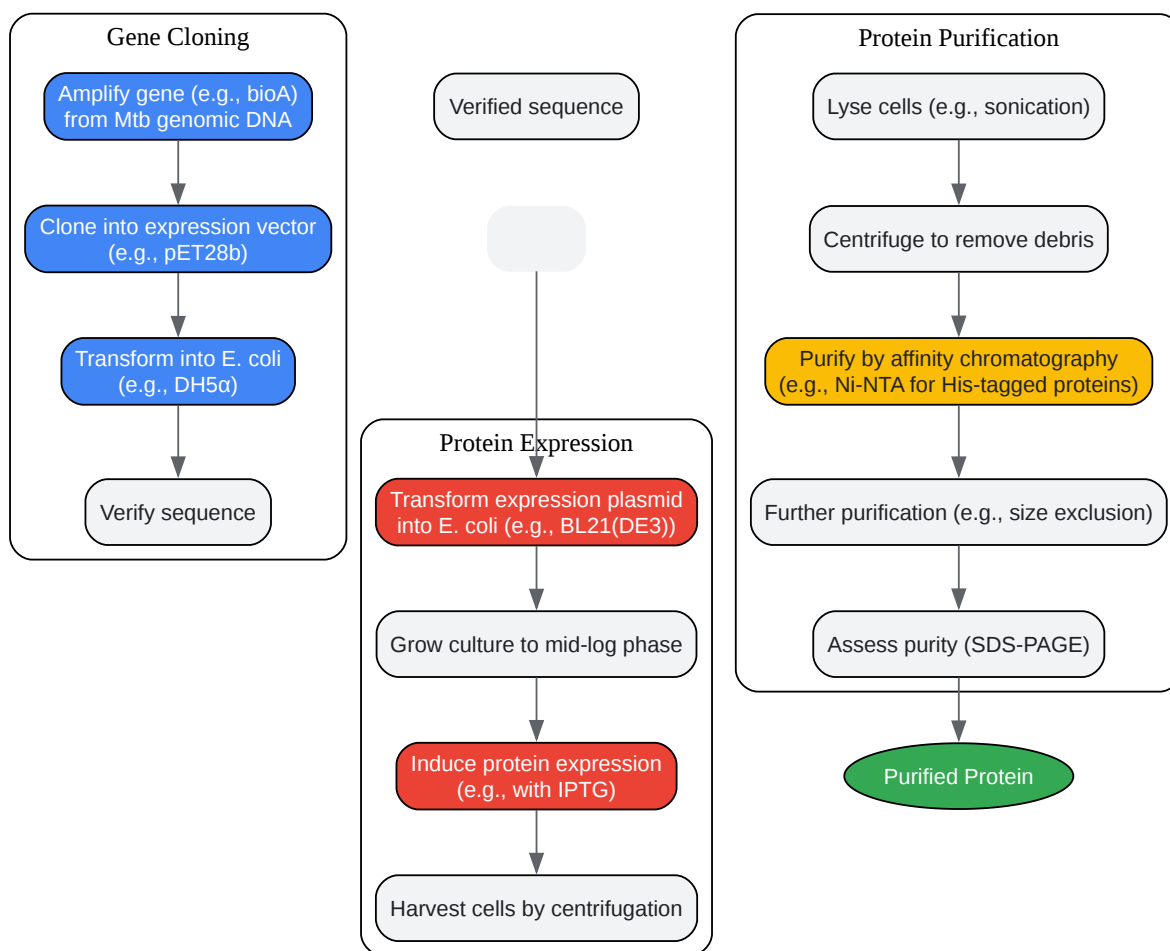 Gene Cloning
Amplify gene (e.g., bioA)
from Mtb genomic DNA
Clone into expression vector
(e.g., pET28b)
Transform into E. coli
(e.g., DH5α)
Verify sequence
Verified sequence
Protein Expression
Transform expression plasmid
into E. coli (e.g., BL21(DE3))
Grow culture to mid-log phase
Induce protein expression
(e.g., with IPTG)
Harvest cells by centrifugation
Protein Purification
Lyse cells (e.g., sonication)
Centrifuge to remove debris
Purify by affinity chromatography
(e.g., Ni-NTA for His-tagged proteins)
Further purification (e.g., size exclusion)
Assess purity (SDS-PAGE)
Purified Protein